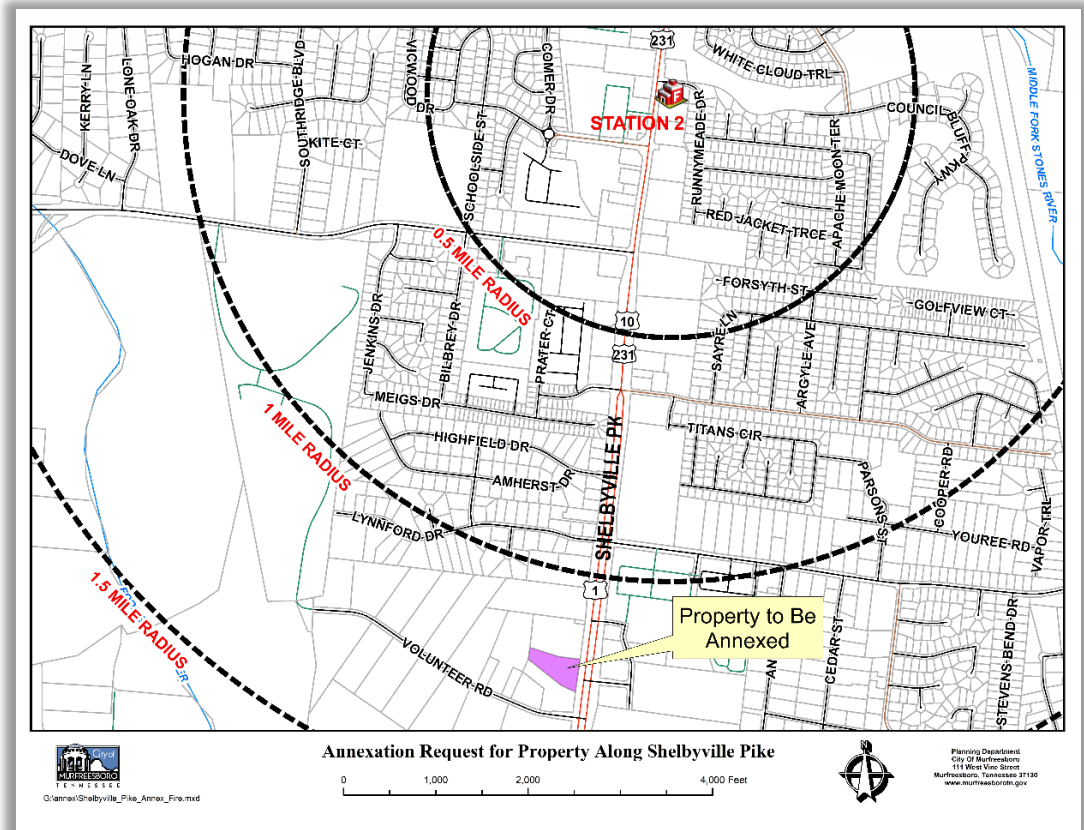 231
WHITE-CLOUD-TRL
HOGAN-DR
KERRY-LN
LONE-OAK-DR
SOUTHRIDGE-BLVD
VICWOOD
DR
COMER-DR
MIDDLE FORK STONES RIVER
STATION 2
F
COUNCIL
BLUFF-PKWY
KITE-CT
DOVE-LN
SCHOOLSIDE-ST
RUNNYMEADE-DR
APACHE-MOON-TER
RED-JACKET-TRCE
0.5 MILE RADIUS
FORSYTH-ST
GOLFVIEW-CT
JENKINS-DR
BILBREY-DR
PRATER-CT
10
231
SAYRE-LN
ARGYLE-AVE
MEIGS-DR
1 MILE RADIUS
HIGHFIELD-DR
TITANS-CIR
AMHERST-DR
SHELBYVILLE PK
PARSONS-ST
COOPER-RD
LYNNFORD-DR
YOUREE-RD
VAPOR-TRL
1.5 MILE RADIUS
1
Property to Be
Annexed
VOLUNTEER-RD
AN
CEDAR-ST
STEVENS-BEND-DR
City of
MURFREESBORO
TENNESSEE
G:\annex\Shelbyville_Pike_Annex_Fire.mxd
Annexation Request for Property Along Shelbyville Pike
0 1,000 2,000 4,000 Feet
N
Planning Department
City Of Murfreesboro
111 West Vine Street
Murfreesboro, Tennessee 37130
www.murfreesborotn.gov